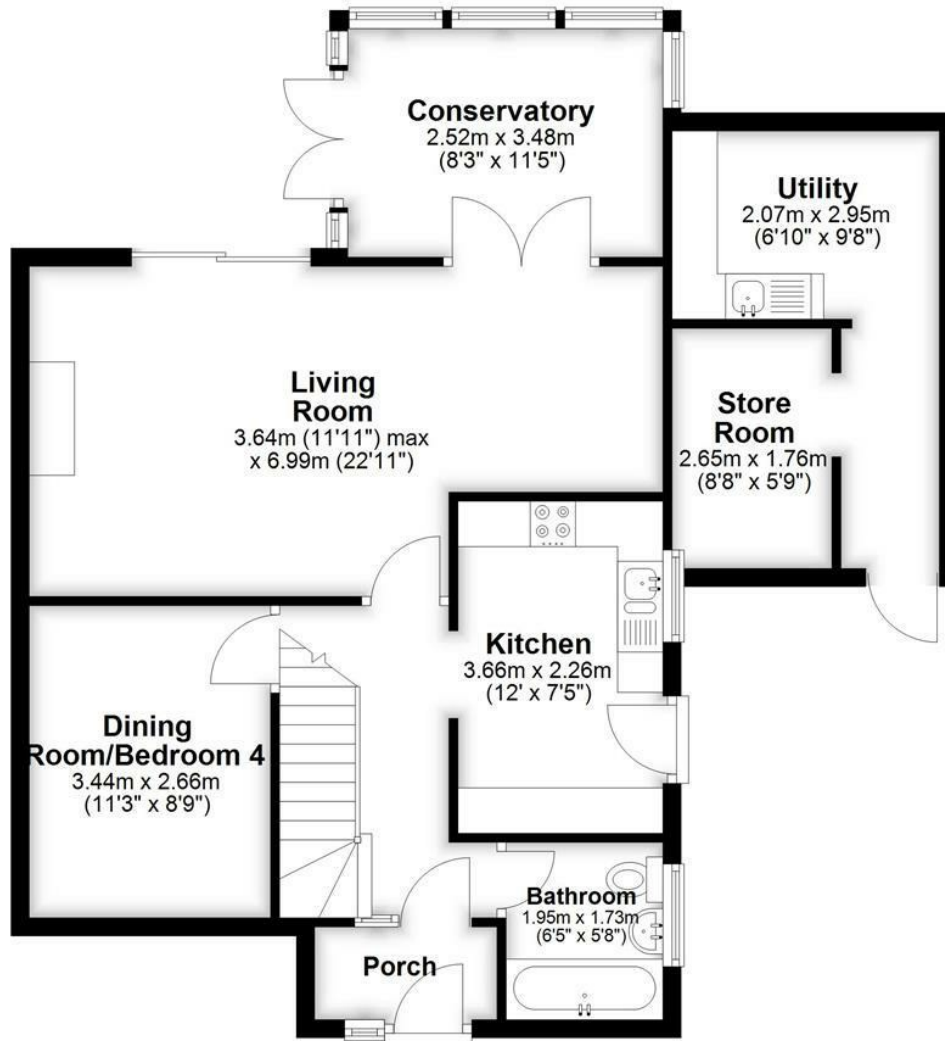 Conservatory
2.52m x 3.48m
(8'3" x 11'5")
Utility
2.07m x 2.95m
(6'10" x 9'8")
Living
Room
3.64m (11'11") max
x 6.99m (22'11")
Store
Room
2.65m x 1.76m
(8'8" x 5'9")
Kitchen
3.66m x 2.26m
(12' x 7'5")
Dining
Room/Bedroom 4
3.44m x 2.66m
(11'3" x 8'9")
Bathroom
1.95m x 1.73m
(6'5" x 5'8")
Porch